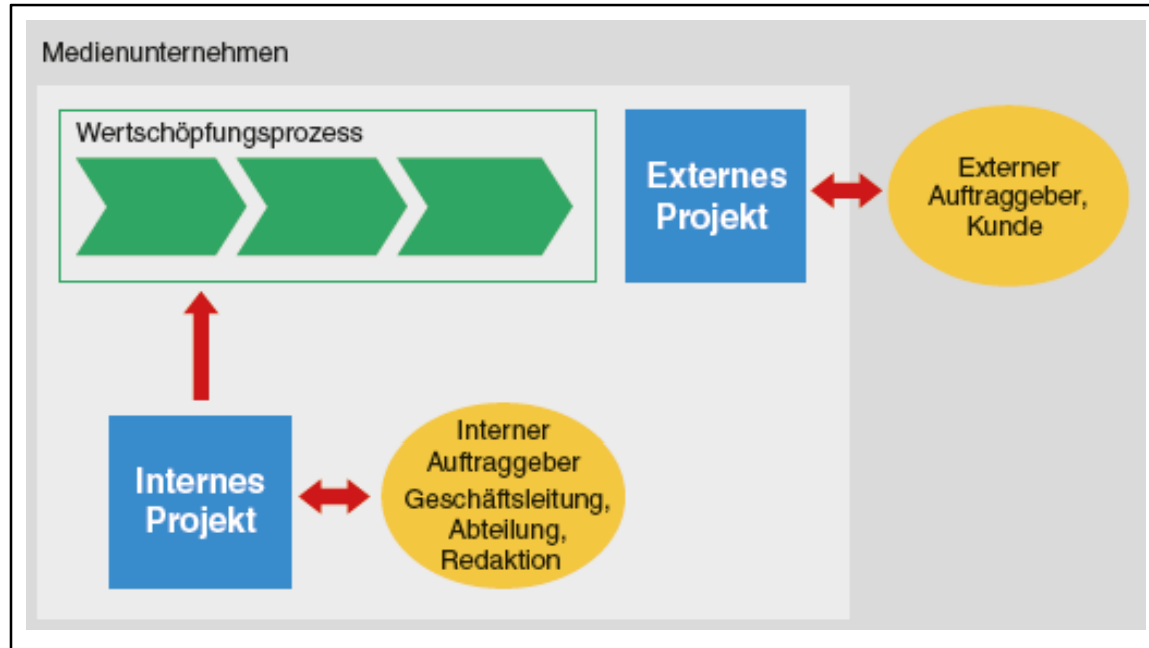 Medienunternehmen
Wertschöpfungsprozess
Externes
Projekt
Externer
Auftraggeber,
Kunde
Internes
Projekt
Interner
Auftraggeber
Geschäftsleitung,
Abteilung,
Redaktion